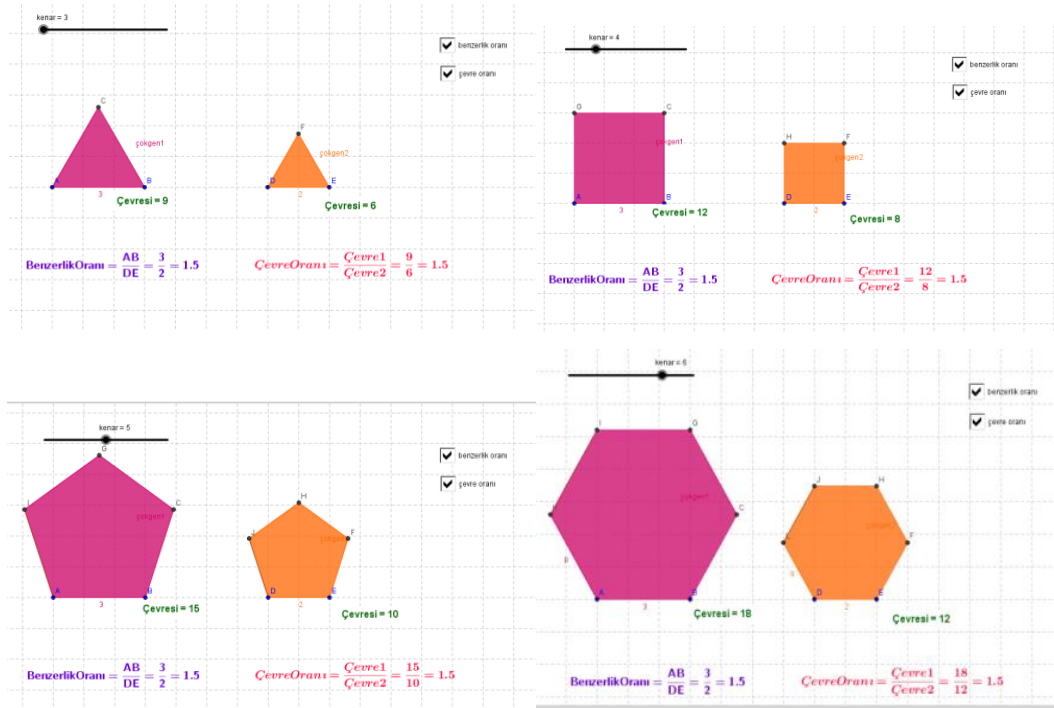 kenar = 3
benzerlik oranı
çevre oranı
C
çokgen1
A
B
3
Çevresi = 9
F
çokgen2
D
E
2
Çevresi = 6
BenzerlikOranı = AB/DE = 3/2 = 1.5
ÇevreOranı = Çevre1/Çevre2 = 9/6 = 1.5
kenar = 4
benzerlik oranı
çevre oranı
G
C
çokgen1
A
B
3
Çevresi = 12
H
F
çokgen2
D
E
2
Çevresi = 8
BenzerlikOranı = AB/DE = 3/2 = 1.5
ÇevreOranı = Çevre1/Çevre2 = 12/8 = 1.5
kenar = 5
benzerlik oranı
çevre oranı
G
C
çokgen1
A
B
3
Çevresi = 15
H
F
D
E
2
Çevresi = 10
BenzerlikOranı = AB/DE = 3/2 = 1.5
ÇevreOranı = Çevre1/Çevre2 = 15/10 = 1.5
kenar = 6
benzerlik oranı
çevre oranı
I
G
C
çokgen1
A
B
3
Çevresi = 18
J
H
F
D
E
2
Çevresi = 12
BenzerlikOranı = AB/DE = 3/2 = 1.5
ÇevreOranı = Çevre1/Çevre2 = 18/12 = 1.5